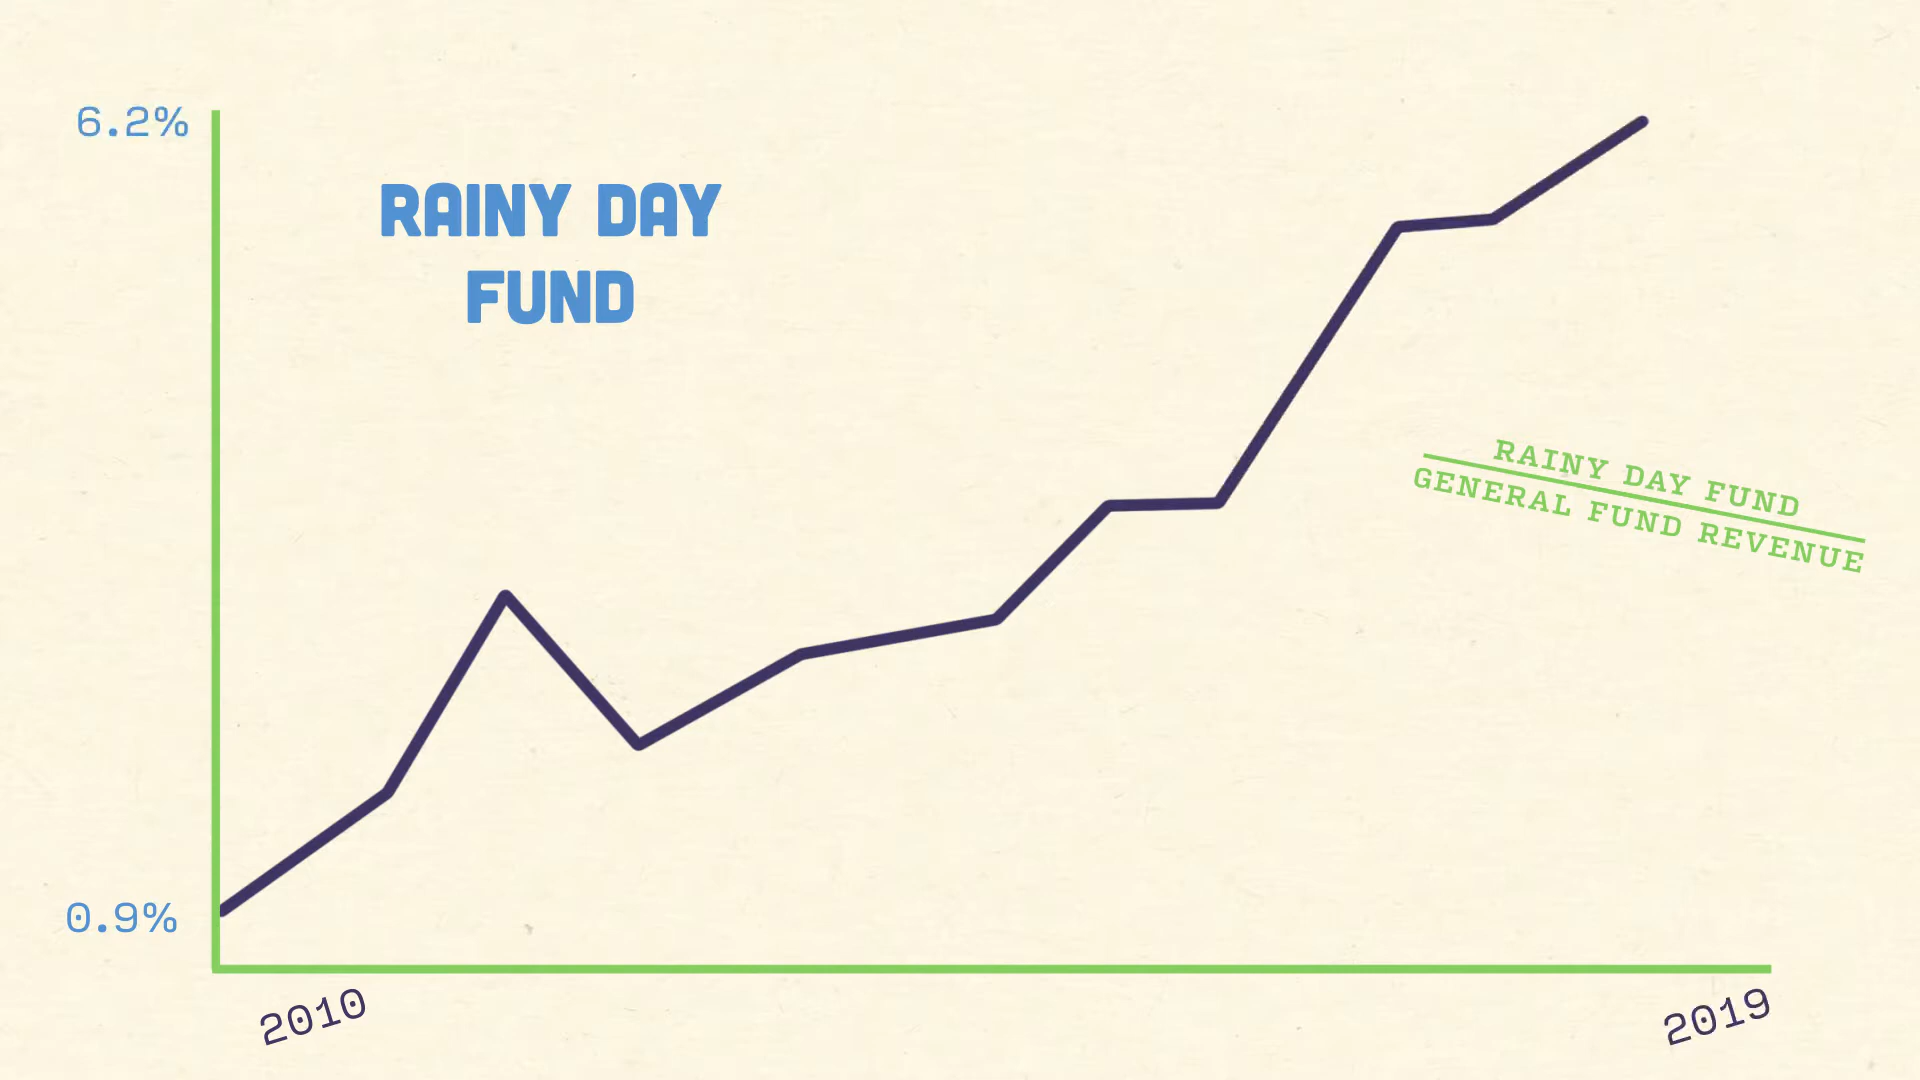 6.2%
RAINY DAY
FUND
RAINY DAY FUND
GENERAL FUND REVENUE
0.9%
2010
2019